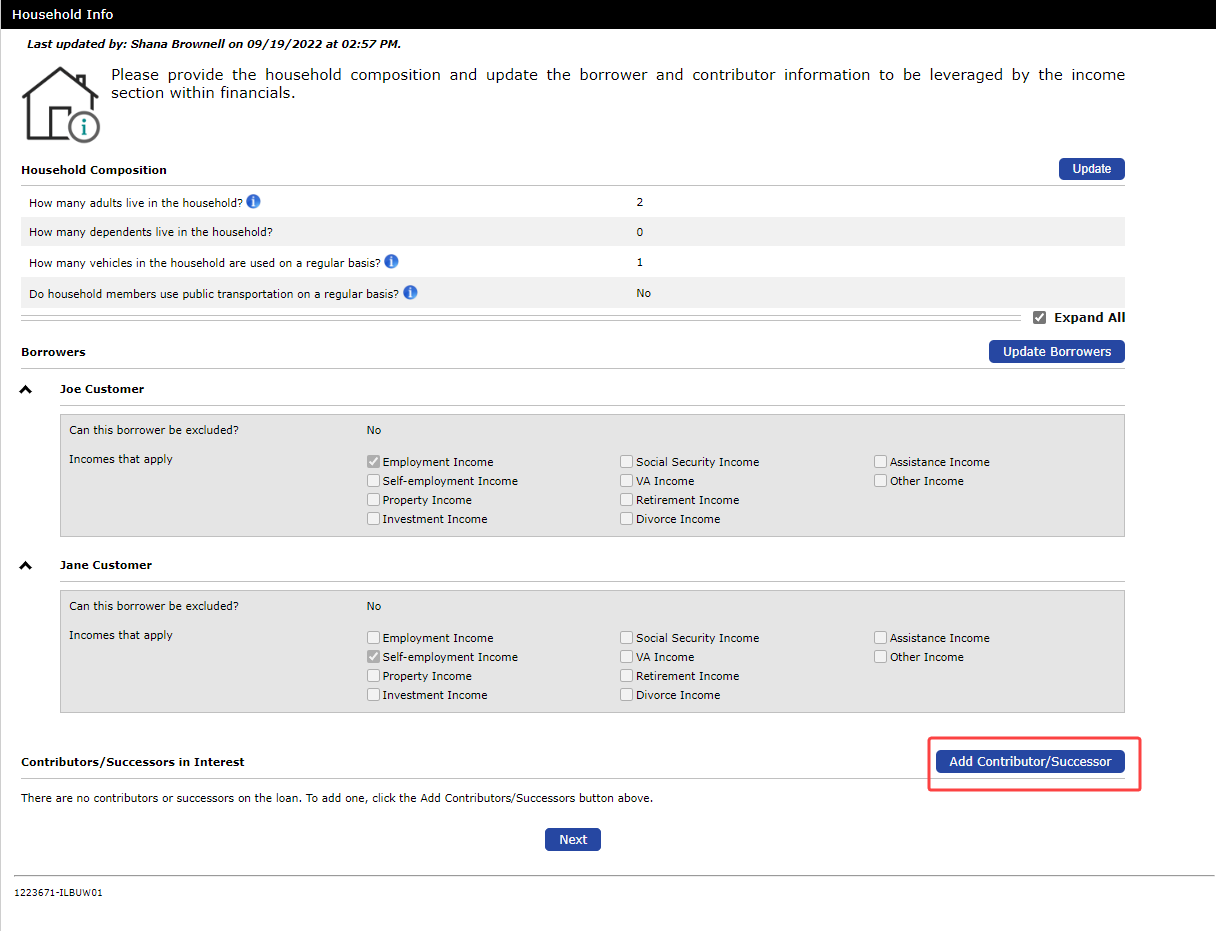 Household Info
Last updated by: Shana Brownell on 09/19/2022 at 02:57 PM.
Please provide the household composition and update the borrower and contributor information to be leveraged by the income
section within financials.
Household Composition
Update
How many adults live in the household? 2
How many dependents live in the household? 0
How many vehicles in the household are used on a regular basis? 1
Do household members use public transportation on a regular basis? No
Expand All
Borrowers
Update Borrowers
Joe Customer
Can this borrower be excluded? No
Incomes that apply
Employment Income Social Security Income Assistance Income
Self-employment Income VA Income Other Income
Property Income Retirement Income
Investment Income Divorce Income
Jane Customer
Can this borrower be excluded? No
Incomes that apply
Employment Income Social Security Income Assistance Income
Self-employment Income VA Income Other Income
Property Income Retirement Income
Investment Income Divorce Income
Contributors/Successors in Interest
Add Contributor/Successor
There are no contributors or successors on the loan. To add one, click the Add Contributors/Successors button above.
Next
1223671-ILBUW01